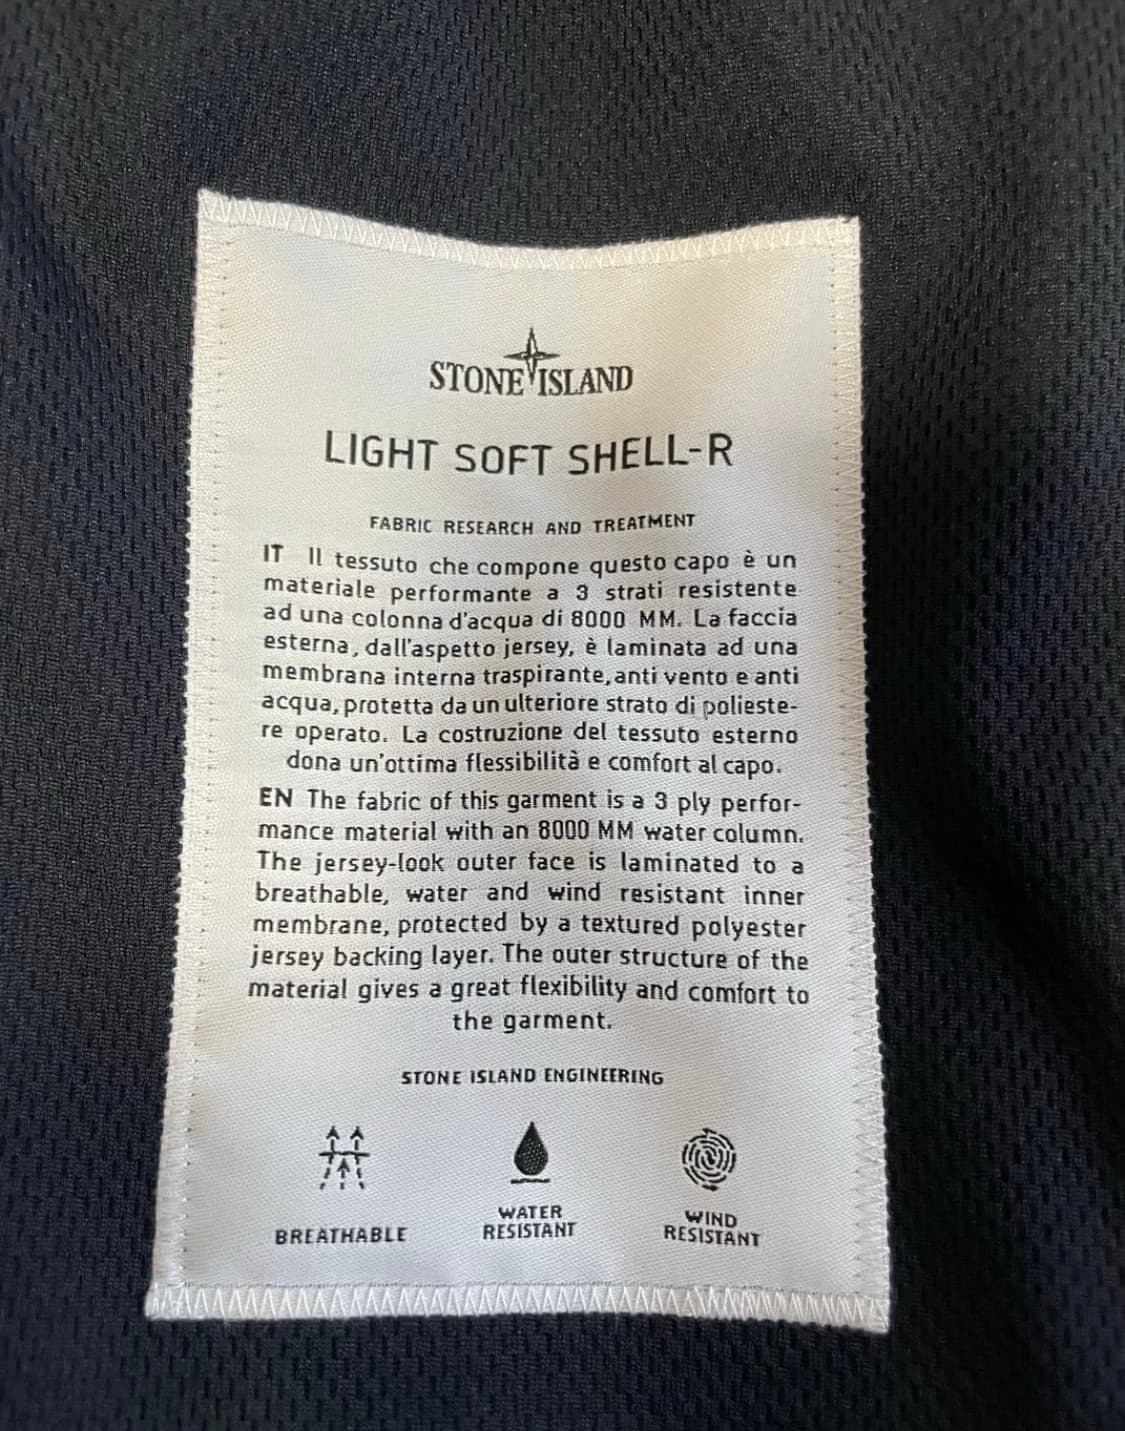 STONE ISLAND
LIGHT SOFT SHELL-R
FABRIC RESEARCH AND TREATMENT
IT Il tessuto che compone questo capo è un
materiale performante a 3 strati resistente
ad una colonna d'acqua di 8000 MM. La faccia
esterna, dall'aspetto jersey, è laminata ad una
membrana interna traspirante, anti vento e anti
acqua, protetta da un ulteriore strato di polieste-
re operato. La costruzione del tessuto esterno
dona un'ottima flessibilità e comfort al capo.
EN The fabric of this garment is a 3 ply perfor-
mance material with an 8000 MM water column.
The jersey-look outer face is laminated to a
breathable, water and wind resistant inner
membrane, protected by a textured polyester
jersey backing layer. The outer structure of the
material gives a great flexibility and comfort to
the garment.
STONE ISLAND ENGINEERING
BREATHABLE
WATER
RESISTANT
WIND
RESISTANT